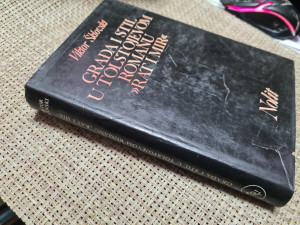 Viktor Šklovski
GRAĐA I STIL
U TOLSTOJEVOM
ROMANU
»RAT I MIR«
Nolit